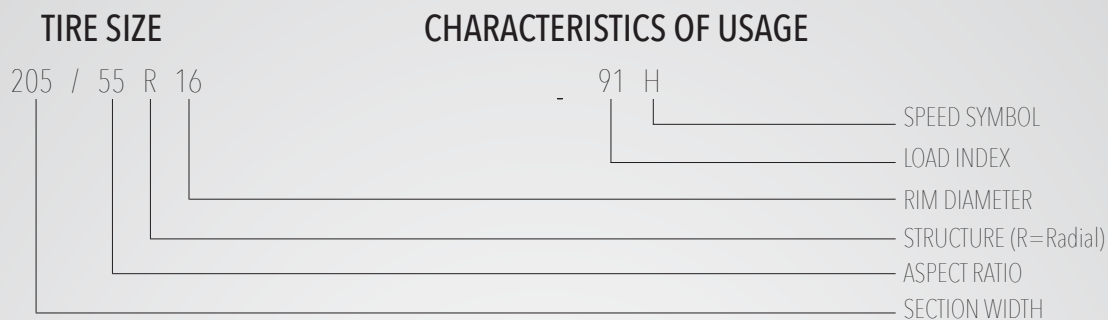 TIRE SIZE CHARACTERISTICS OF USAGE
205 / 55 R 16 - 91 H
SPEED SYMBOL
LOAD INDEX
RIM DIAMETER
STRUCTURE (R=Radial)
ASPECT RATIO
SECTION WIDTH